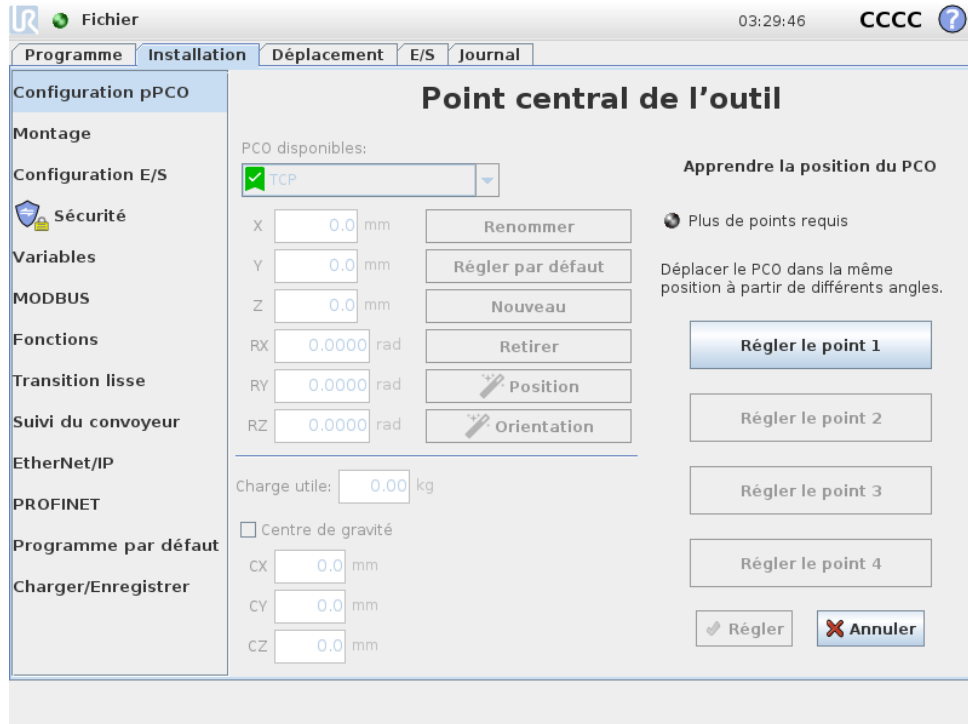 UR Fichier 03:29:46 CCCC ?
Programme Installation Déplacement E/S Journal
Configuration pPCO
Montage
Configuration E/S
Sécurité
Variables
MODBUS
Fonctions
Transition lisse
Suivi du convoyeur
EtherNet/IP
PROFINET
Programme par défaut
Charger/Enregistrer
Point central de l’outil
PCO disponibles:
TCP
X 0.0 mm Renommer
Y 0.0 mm Régler par défaut
Z 0.0 mm Nouveau
RX 0.0000 rad Retirer
RY 0.0000 rad Position
RZ 0.0000 rad Orientation
Charge utile: 0.00 kg
Centre de gravité
CX 0.0 mm
CY 0.0 mm
CZ 0.0 mm
Apprendre la position du PCO
Plus de points requis
Déplacer le PCO dans la même
position à partir de différents angles.
Régler le point 1
Régler le point 2
Régler le point 3
Régler le point 4
Régler Annuler